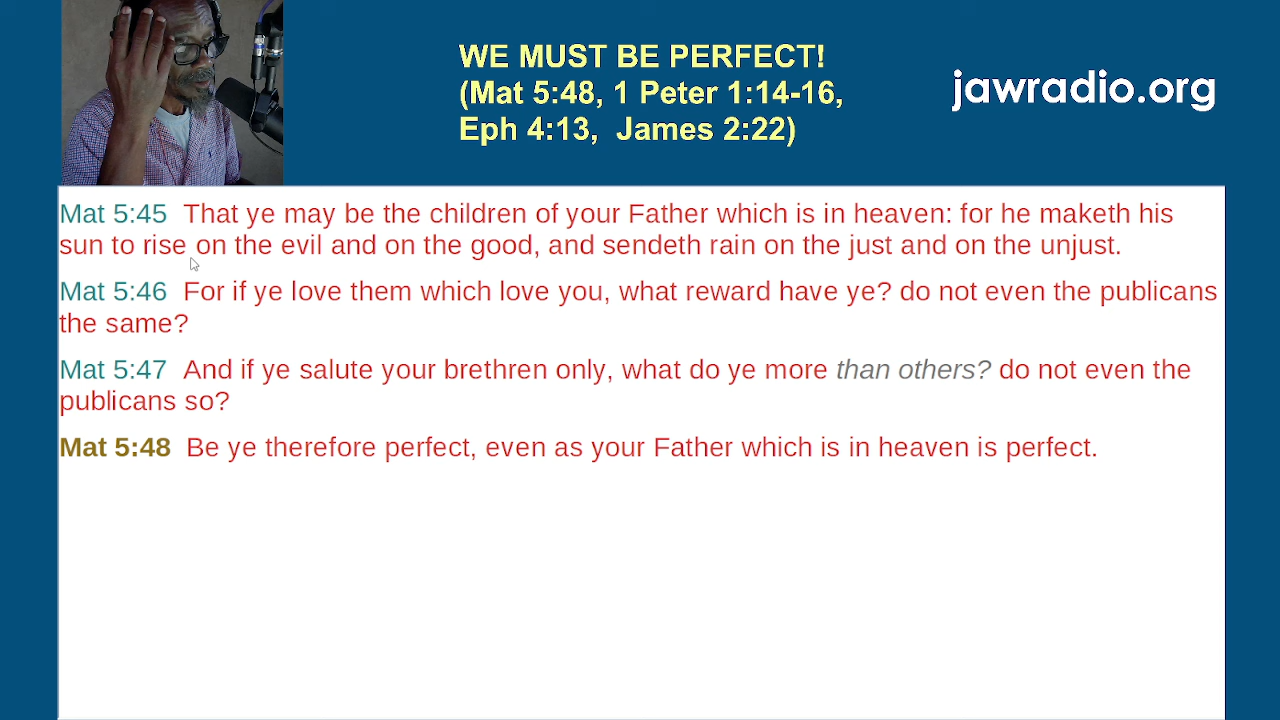 WE MUST BE PERFECT!
(Mat 5:48, 1 Peter 1:14-16,
Eph 4:13,  James 2:22)
jawradio.org
Mat 5:45  That ye may be the children of your Father which is in heaven: for he maketh his
sun to rise on the evil and on the good, and sendeth rain on the just and on the unjust.
Mat 5:46  For if ye love them which love you, what reward have ye? do not even the publicans
the same?
Mat 5:47  And if ye salute your brethren only, what do ye more than others? do not even the
publicans so?
Mat 5:48  Be ye therefore perfect, even as your Father which is in heaven is perfect.